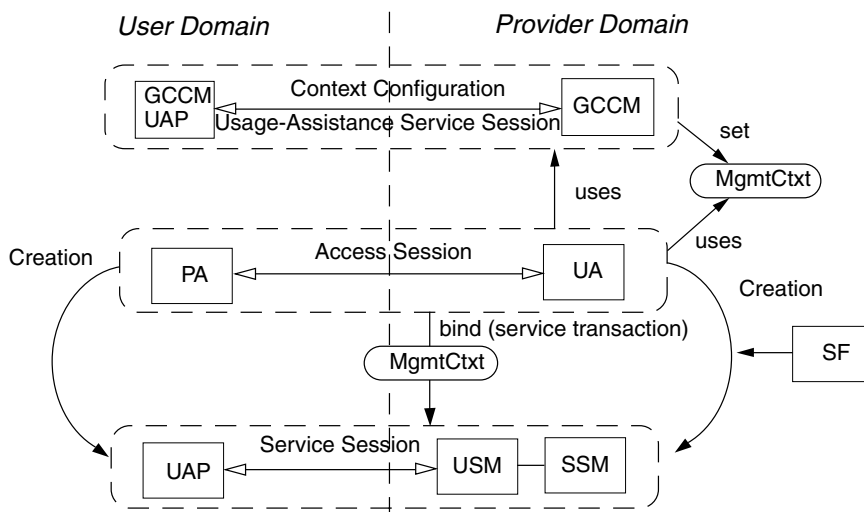 User Domain
Provider Domain
GCCM
UAP
Context Configuration
Usage-Assistance Service Session
GCCM
set
MgmtCtxt
uses
uses
Creation
Access Session
PA
UA
Creation
bind (service transaction)
MgmtCtxt
SF
Service Session
UAP
USM
SSM